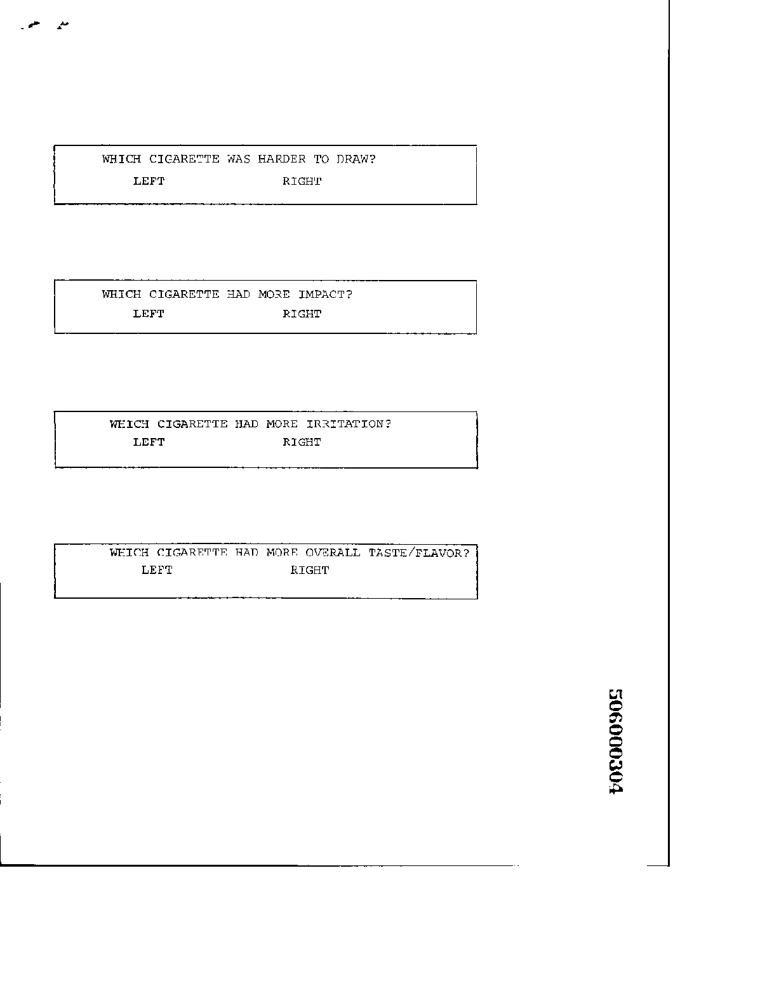 WHICH CIGARETTE WAS HARDER TO DRAW?
LEFT RIGHT
WHICH CIGARETTE HAD MORE IMPACT?
LEFT RIGHT
WHICH CIGARETTE HAD MORE IRRITATION?
LEFT RIGHT
WHICH CIGARETTE HAD MORE OVERALL TASTE/FLAVOR?
LEFT RIGHT
506000304